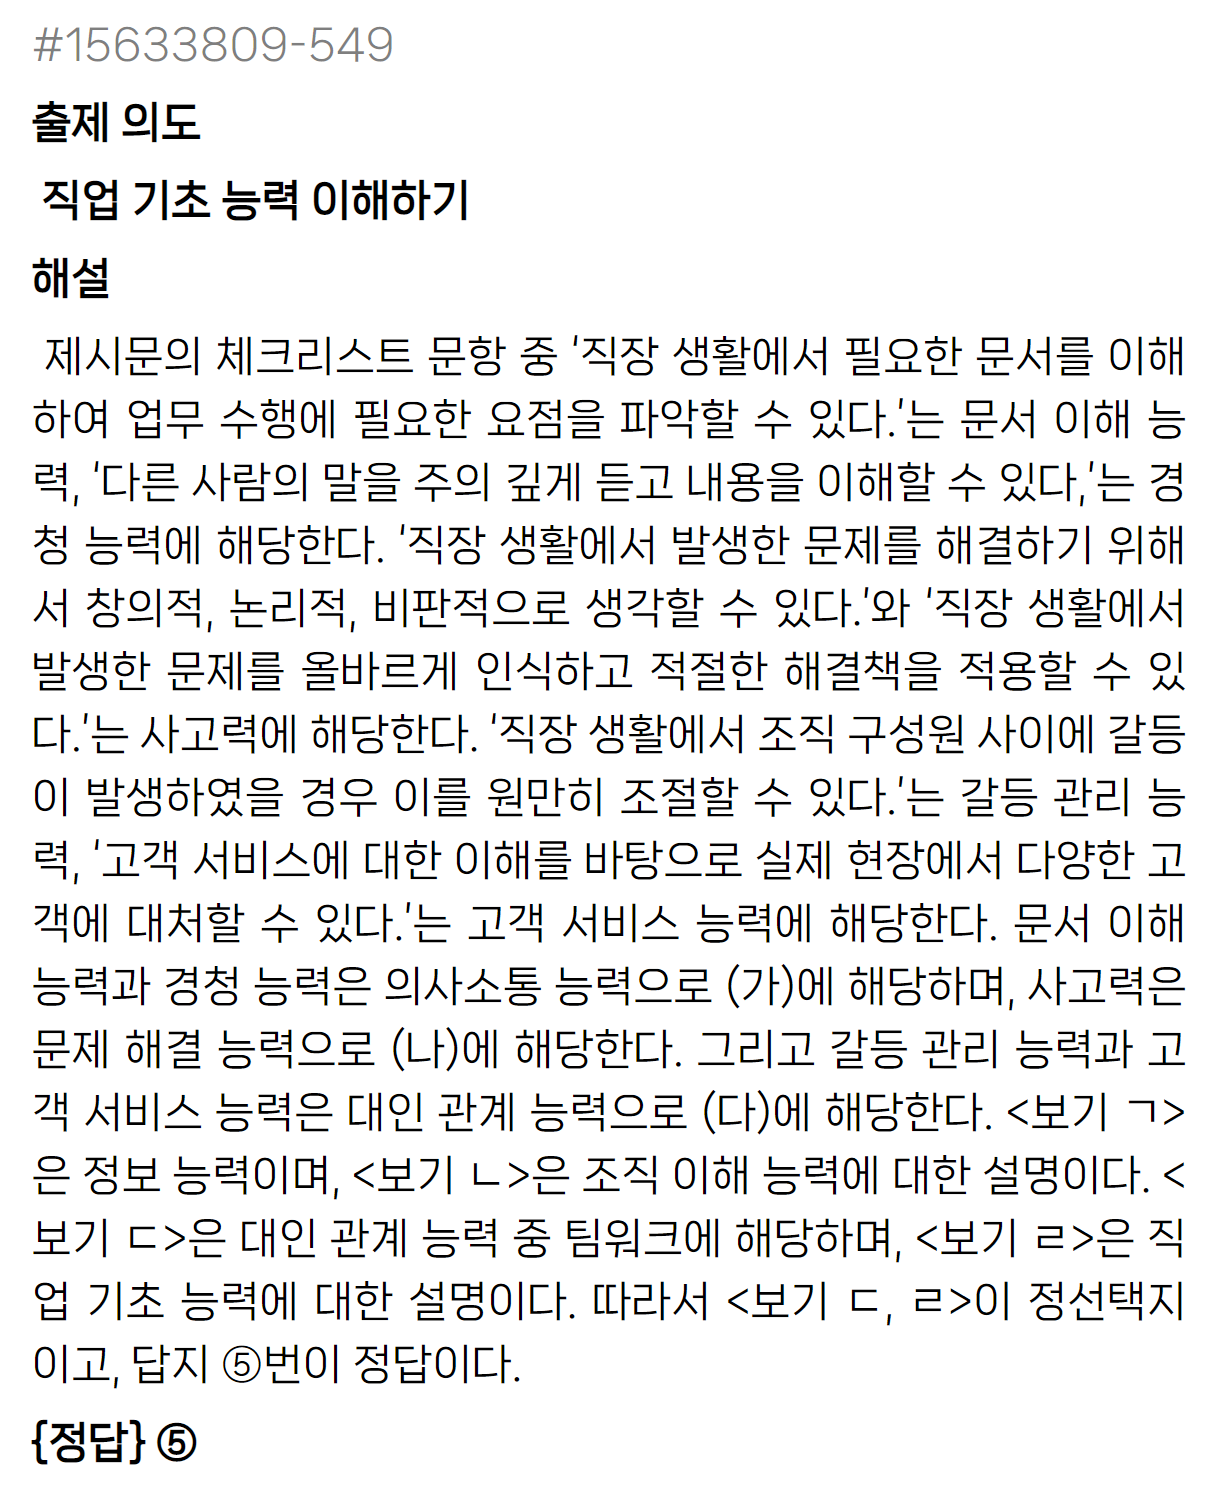 #15633809-549
출제 의도
직업 기초 능력 이해하기
해설
제시문의 체크리스트 문항 중 '직장 생활에서 필요한 문서를 이해
하여 업무 수행에 필요한 요점을 파악할 수 있다.'는 문서 이해 능
력, '다른 사람의 말을 주의 깊게 듣고 내용을 이해할 수 있다,'는 경
청 능력에 해당한다. '직장 생활에서 발생한 문제를 해결하기 위해
서 창의적, 논리적, 비판적으로 생각할 수 있다.'와 '직장 생활에서
발생한 문제를 올바르게 인식하고 적절한 해결책을 적용할 수 있
다.'는 사고력에 해당한다. '직장 생활에서 조직 구성원 사이에 갈등
이 발생하였을 경우 이를 원만히 조절할 수 있다.'는 갈등 관리 능
력, '고객 서비스에 대한 이해를 바탕으로 실제 현장에서 다양한 고
객에 대처할 수 있다.'는 고객 서비스 능력에 해당한다. 문서 이해
능력과 경청 능력은 의사소통 능력으로 (가)에 해당하며, 사고력은
문제 해결 능력으로 (나)에 해당한다. 그리고 갈등 관리 능력과 고
객 서비스 능력은 대인 관계 능력으로 (다)에 해당한다. <보기 ㄱ>
은 정보 능력이며, <보기 ㄴ>은 조직 이해 능력에 대한 설명이다. <
보기 ㄷ>은 대인 관계 능력 중 팀워크에 해당하며, <보기 ㄹ>은 직
업 기초 능력에 대한 설명이다. 따라서 <보기 ㄷ, ㄹ>이 정선택지
이고, 답지 ⑤번이 정답이다.
{정답} ⑤